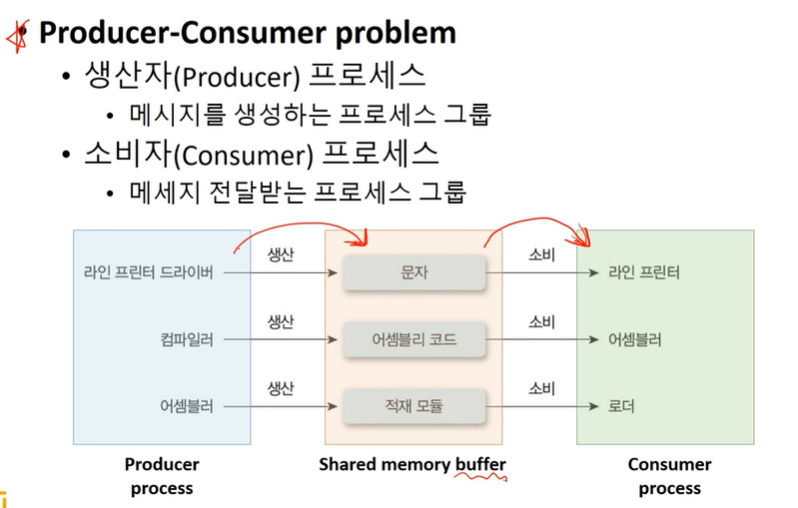 Producer-Consumer problem
• 생산자(Producer) 프로세스
• 메시지를 생성하는 프로세스 그룹
• 소비자(Consumer) 프로세스
• 메세지 전달받는 프로세스 그룹
라인 프린터 드라이버 생산 문자 소비 라인 프린터
컴파일러 생산 어셈블리 코드 소비 어셈블러
어셈블러 생산 적재 모듈 소비 로더
Producer process
Shared memory buffer
Consumer process